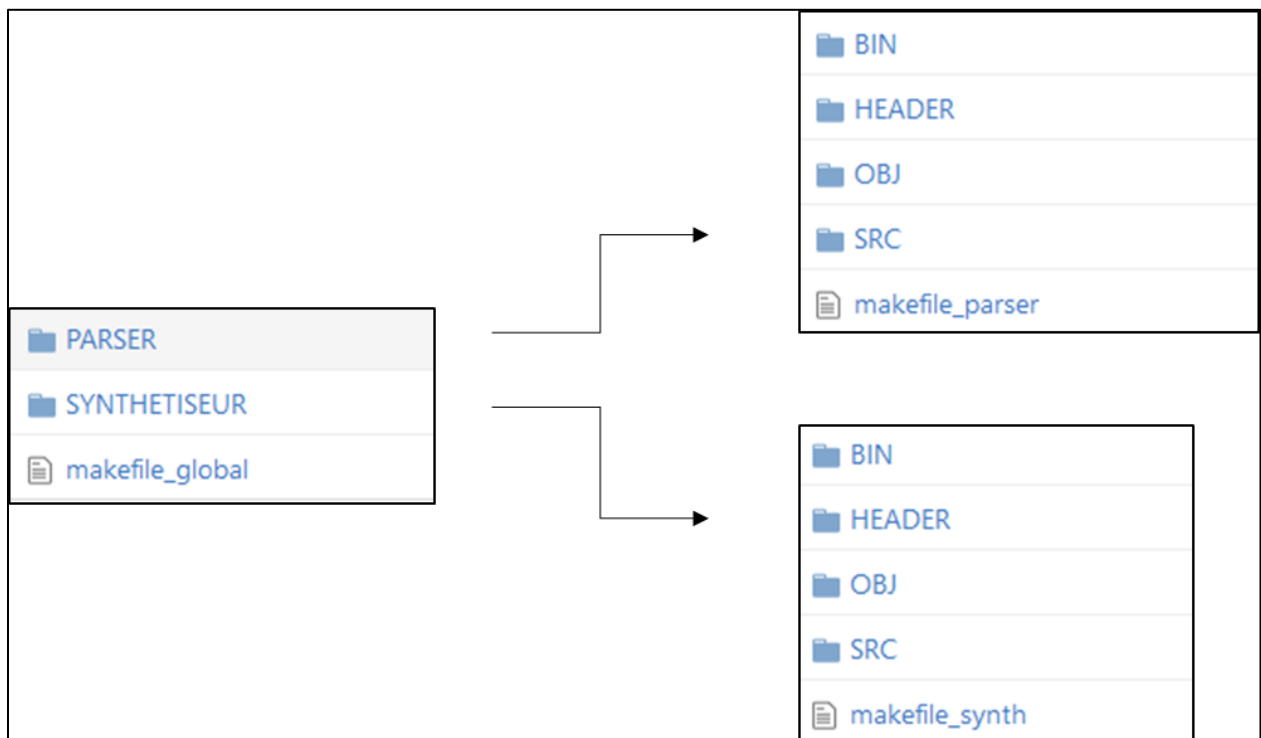 PARSER
SYNTHETISEUR
makefile_global
BIN
HEADER
OBJ
SRC
makefile_parser
BIN
HEADER
OBJ
SRC
makefile_synth